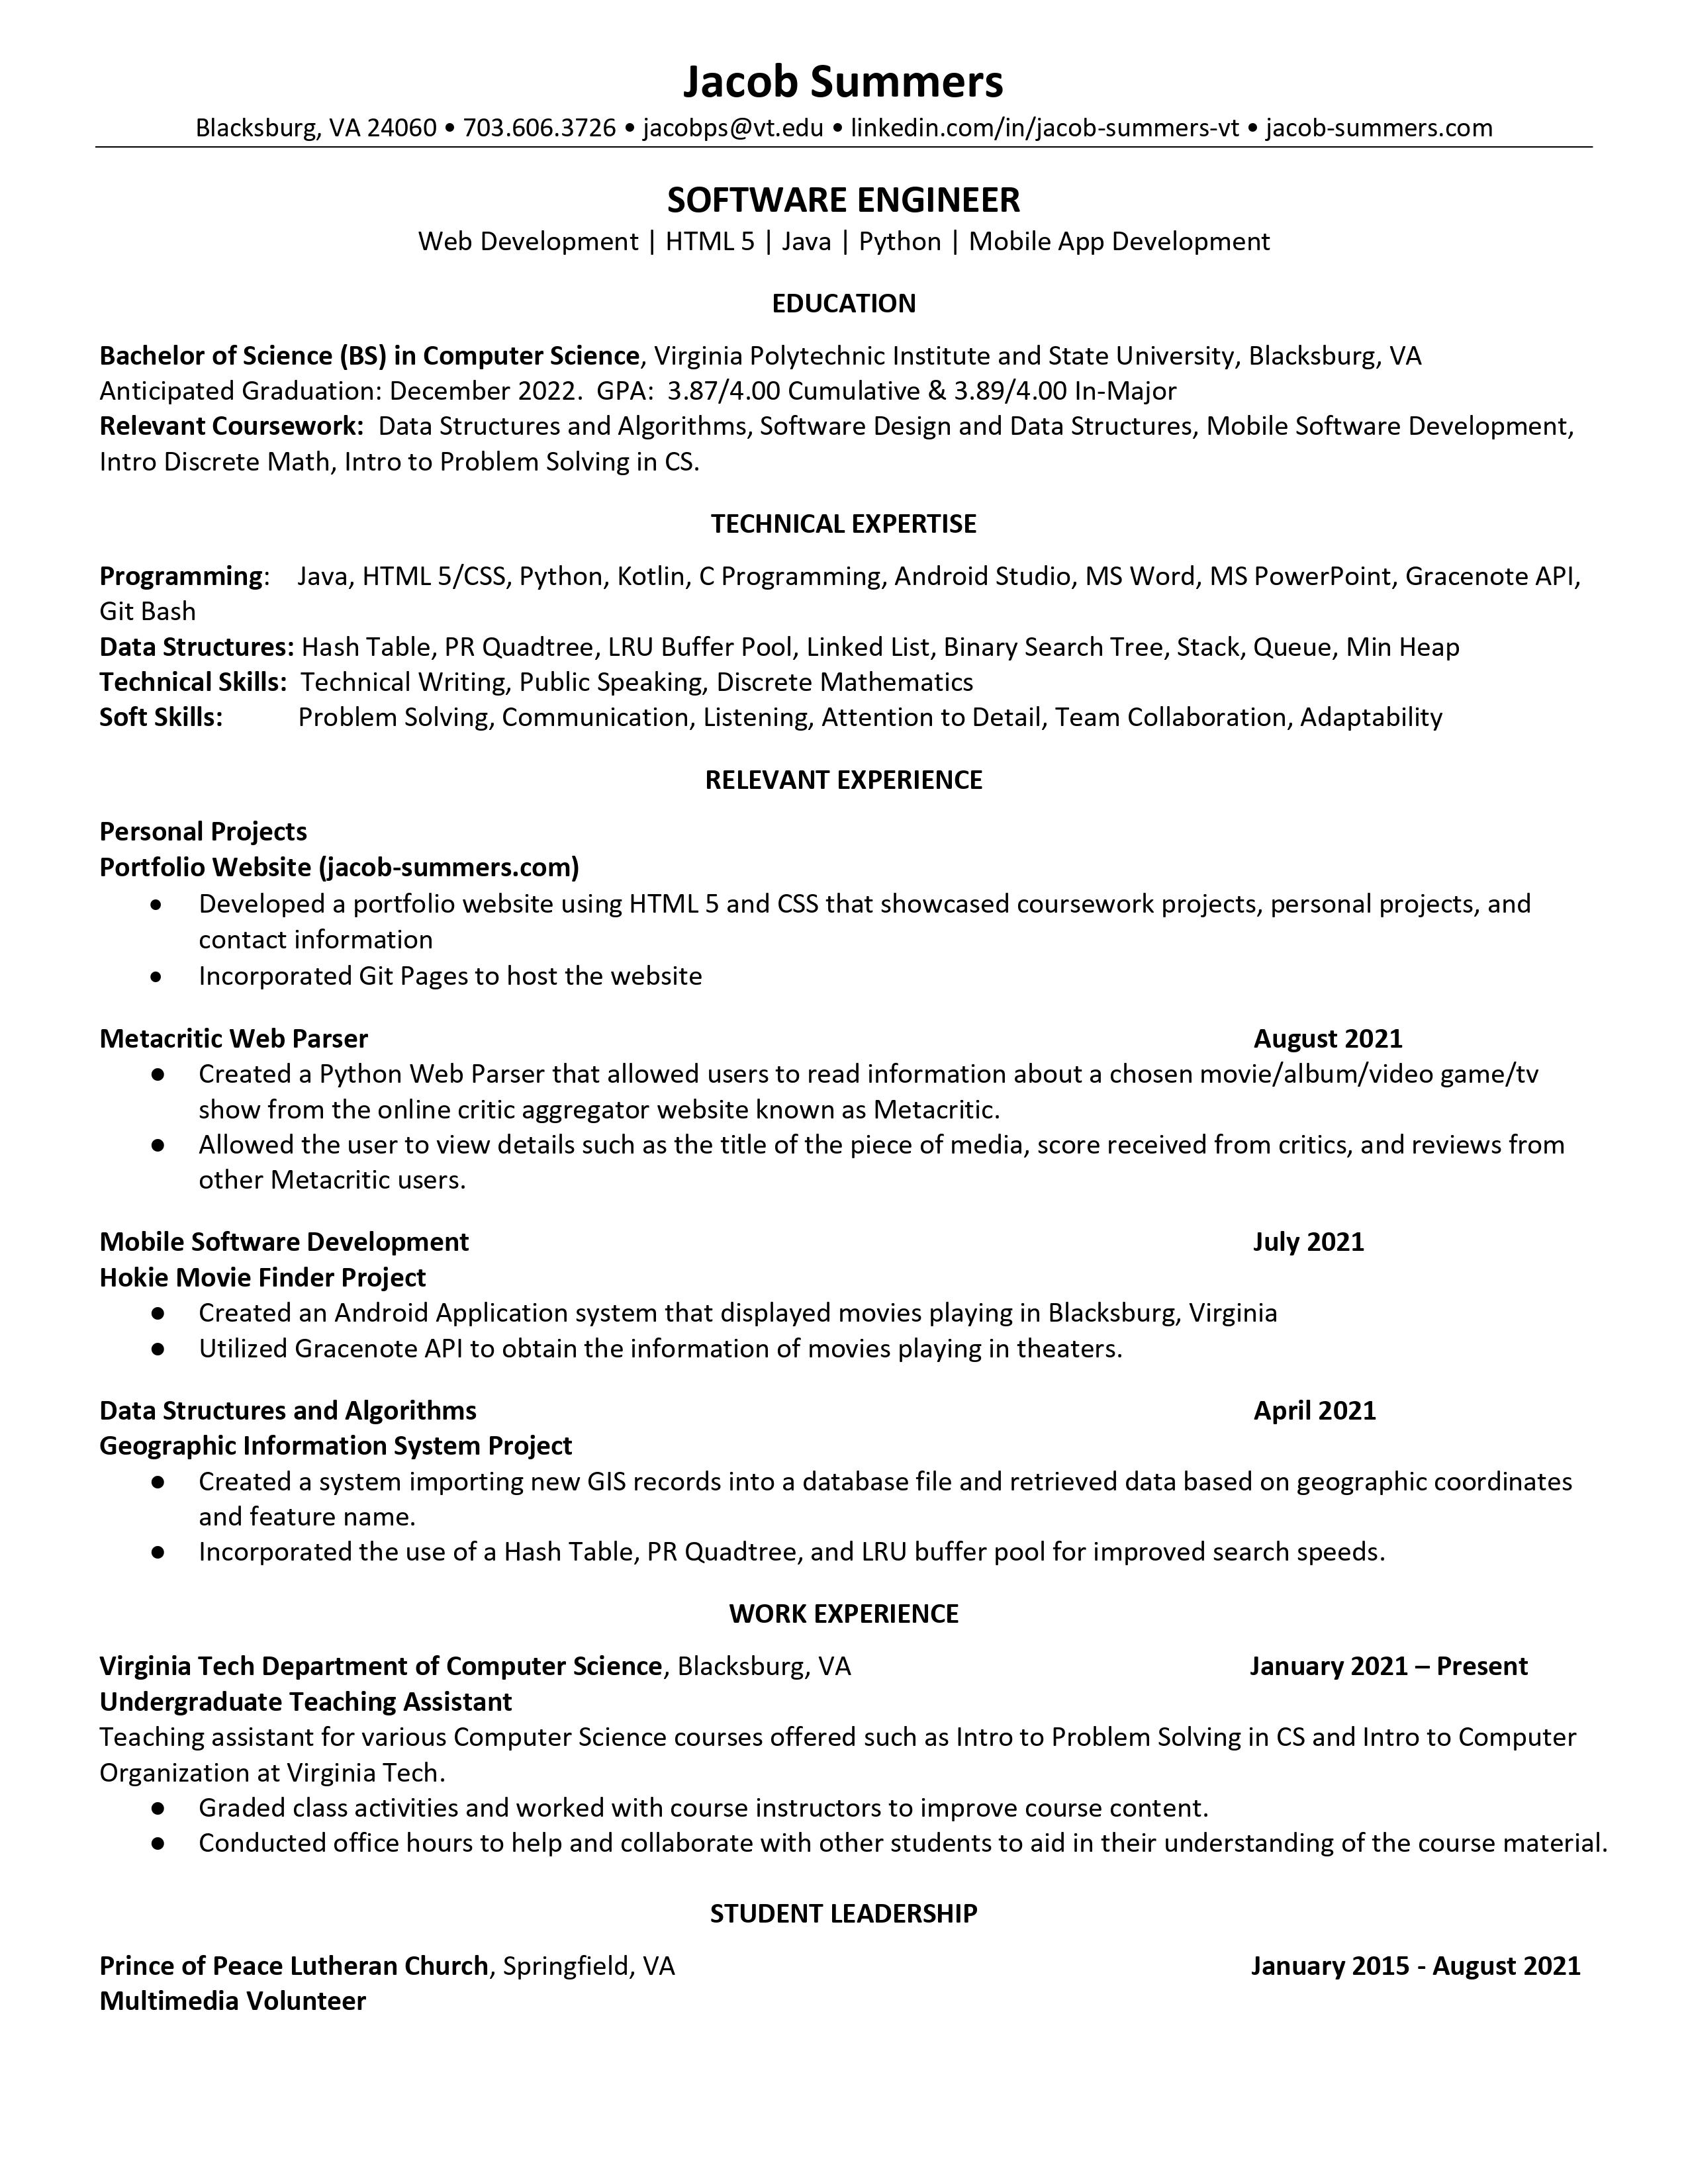 Jacob Summers
Blacksburg, VA 24060 • 703.606.3726 • jacobps@vt.edu • linkedin.com/in/jacob-summers-vt • jacob-summers.com
SOFTWARE ENGINEER
Web Development | HTML 5 | Java | Python | Mobile App Development
EDUCATION
Bachelor of Science (BS) in Computer Science, Virginia Polytechnic Institute and State University, Blacksburg, VA
Anticipated Graduation: December 2022.  GPA:  3.87/4.00 Cumulative & 3.89/4.00 In-Major
Relevant Coursework:  Data Structures and Algorithms, Software Design and Data Structures, Mobile Software Development,
Intro Discrete Math, Intro to Problem Solving in CS.
TECHNICAL EXPERTISE
Programming:    Java, HTML 5/CSS, Python, Kotlin, C Programming, Android Studio, MS Word, MS PowerPoint, Gracenote API,
Git Bash
Data Structures: Hash Table, PR Quadtree, LRU Buffer Pool, Linked List, Binary Search Tree, Stack, Queue, Min Heap
Technical Skills:  Technical Writing, Public Speaking, Discrete Mathematics
Soft Skills:          Problem Solving, Communication, Listening, Attention to Detail, Team Collaboration, Adaptability
RELEVANT EXPERIENCE
Personal Projects
Portfolio Website (jacob-summers.com)
• Developed a portfolio website using HTML 5 and CSS that showcased coursework projects, personal projects, and
contact information
• Incorporated Git Pages to host the website
Metacritic Web Parser August 2021
● Created a Python Web Parser that allowed users to read information about a chosen movie/album/video game/tv
show from the online critic aggregator website known as Metacritic.
● Allowed the user to view details such as the title of the piece of media, score received from critics, and reviews from
other Metacritic users.
Mobile Software Development July 2021
Hokie Movie Finder Project
● Created an Android Application system that displayed movies playing in Blacksburg, Virginia
● Utilized Gracenote API to obtain the information of movies playing in theaters.
Data Structures and Algorithms April 2021
Geographic Information System Project
● Created a system importing new GIS records into a database file and retrieved data based on geographic coordinates
and feature name.
● Incorporated the use of a Hash Table, PR Quadtree, and LRU buffer pool for improved search speeds.
WORK EXPERIENCE
Virginia Tech Department of Computer Science, Blacksburg, VA January 2021 – Present
Undergraduate Teaching Assistant
Teaching assistant for various Computer Science courses offered such as Intro to Problem Solving in CS and Intro to Computer
Organization at Virginia Tech.
● Graded class activities and worked with course instructors to improve course content.
● Conducted office hours to help and collaborate with other students to aid in their understanding of the course material.
STUDENT LEADERSHIP
Prince of Peace Lutheran Church, Springfield, VA January 2015 - August 2021
Multimedia Volunteer